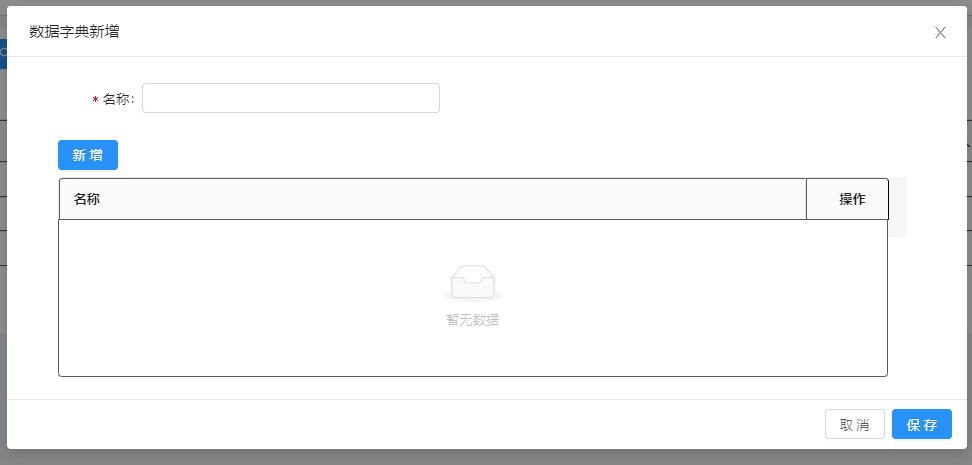 数据字典新增
* 名称:
新 增
名称 操作
暂无数据
取 消 保 存